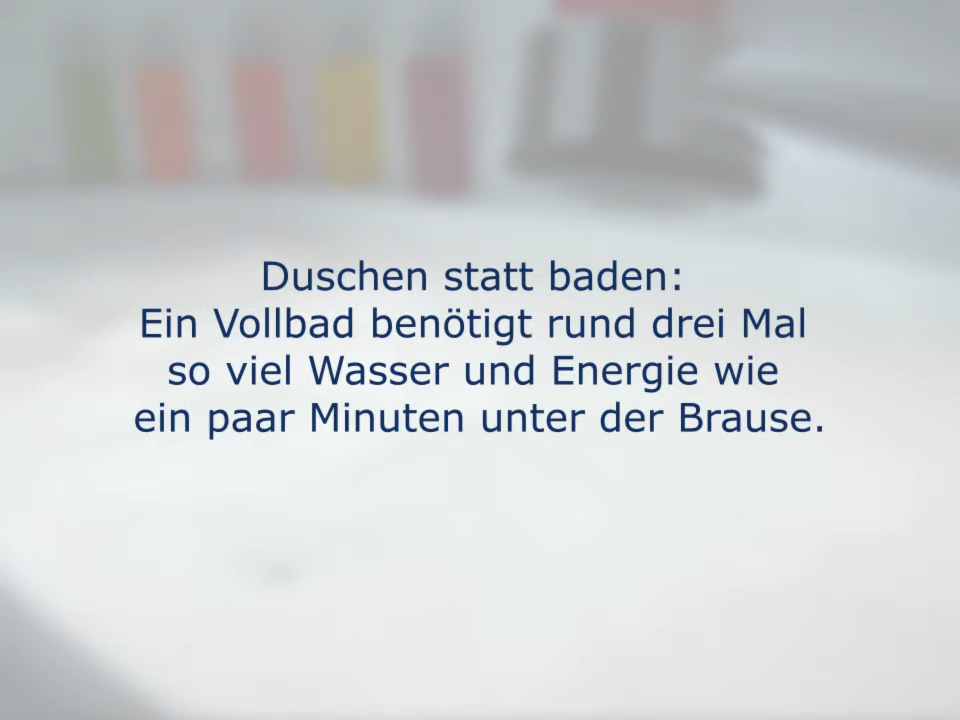 Duschen statt baden:
Ein Vollbad benötigt rund drei Mal
so viel Wasser und Energie wie
ein paar Minuten unter der Brause.